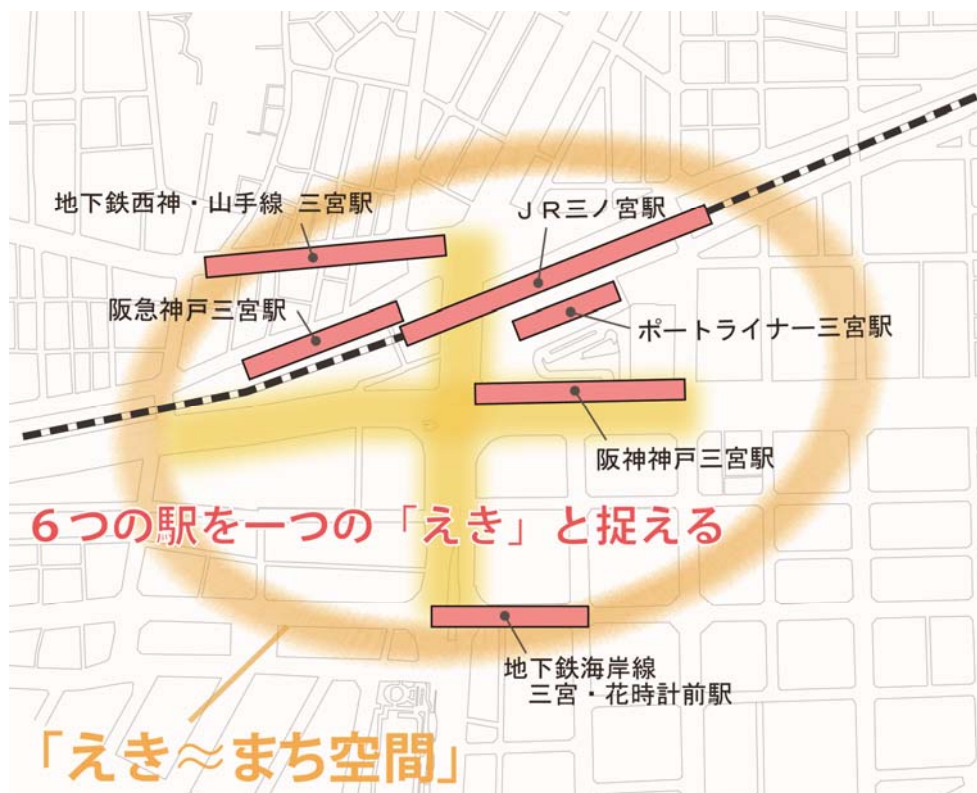 地下鉄西神・山手線 三宮駅
ＪＲ三ノ宮駅
阪急神戸三宮駅
ポートライナー三宮駅
阪神神戸三宮駅
６つの駅を一つの「えき」と捉える
地下鉄海岸線
三宮・花時計前駅
「えき～まち空間」